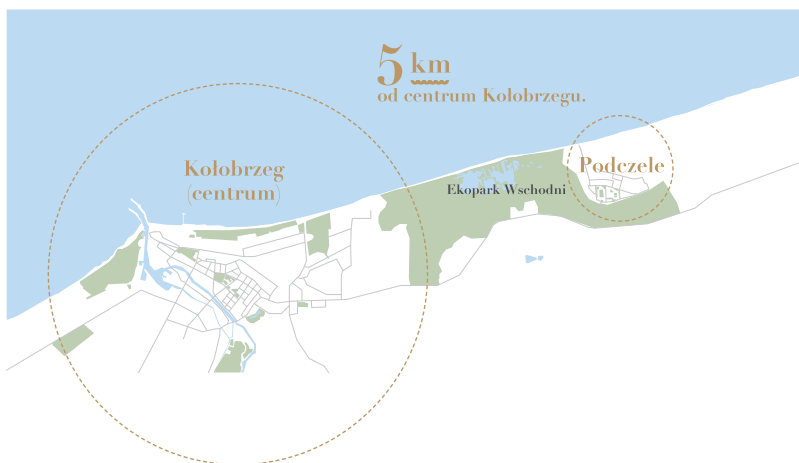 5 km
od centrum Kołobrzegu.
Kołobrzeg
(centrum)
Podczele
Ekopark Wschodni